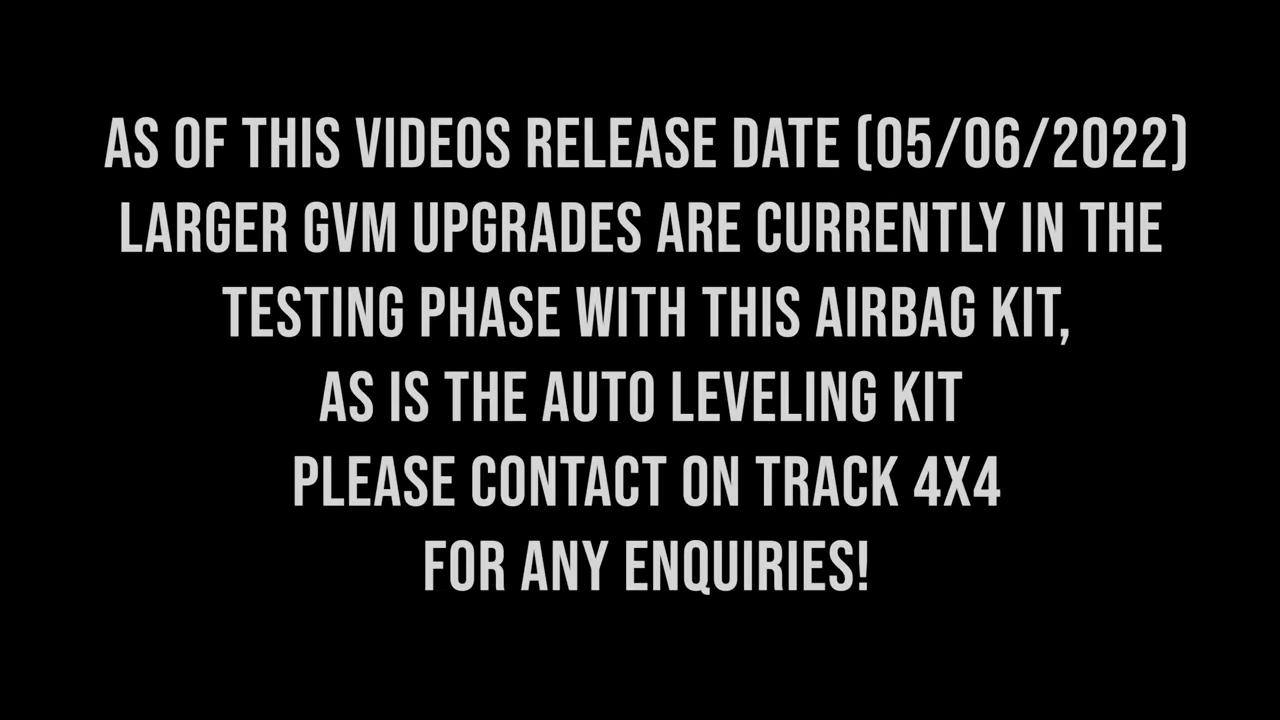 AS OF THIS VIDEOS RELEASE DATE (05/06/2022)
LARGER GVM UPGRADES ARE CURRENTLY IN THE
TESTING PHASE WITH THIS AIRBAG KIT,
AS IS THE AUTO LEVELING KIT
PLEASE CONTACT ON TRACK 4X4
FOR ANY ENQUIRIES!